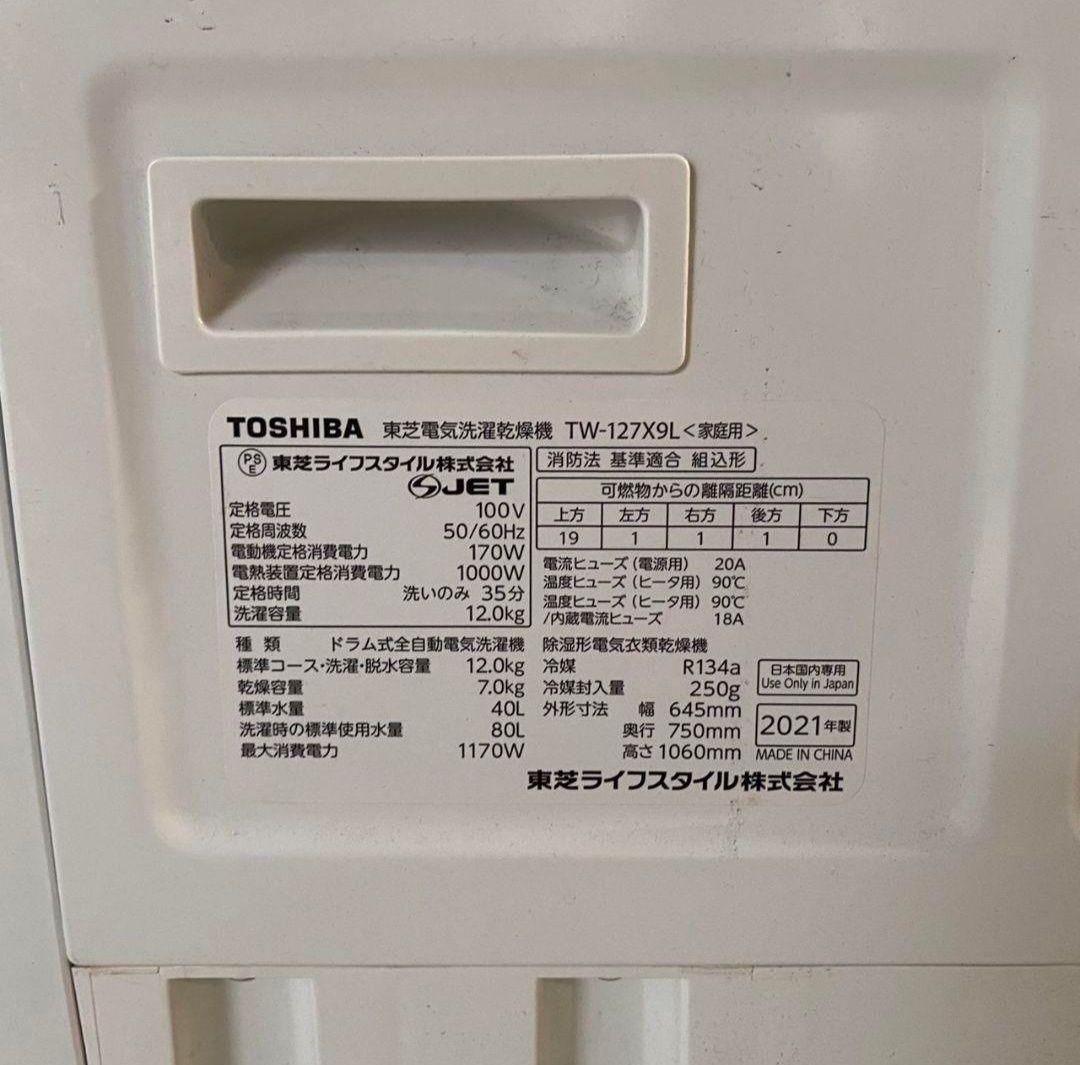 TOSHIBA 東芝電気洗濯乾燥機 TW-127X9L<家庭用>
PS E 東芝ライフスタイル株式会社
S JET
定格電圧 100V
定格周波数 50/60Hz
電動機定格消費電力 170W
電熱装置定格消費電力 1000W
定格時間 洗いのみ 35分
洗濯容量 12.0kg
種類 ドラム式全自動電気洗濯機
標準コース・洗濯・脱水容量 12.0kg
乾燥容量 7.0kg
標準水量 40L
洗濯時の標準使用水量 80L
最大消費電力 1170W
消防法 基準適合 組込形
可燃物からの離隔距離(cm)
上方 左方 右方 後方 下方
19 1 1 1 0
電流ヒューズ(電源用) 20A
温度ヒューズ(ヒータ用) 90℃
温度ヒューズ(ヒータ用) 90℃
/内蔵電流ヒューズ 18A
除湿形電気衣類乾燥機
冷媒 R134a
冷媒封入量 250g
外形寸法 幅 645mm
奥行 750mm
高さ 1060mm
日本国内専用
Use Only in Japan
2021年製
MADE IN CHINA
東芝ライフスタイル株式会社